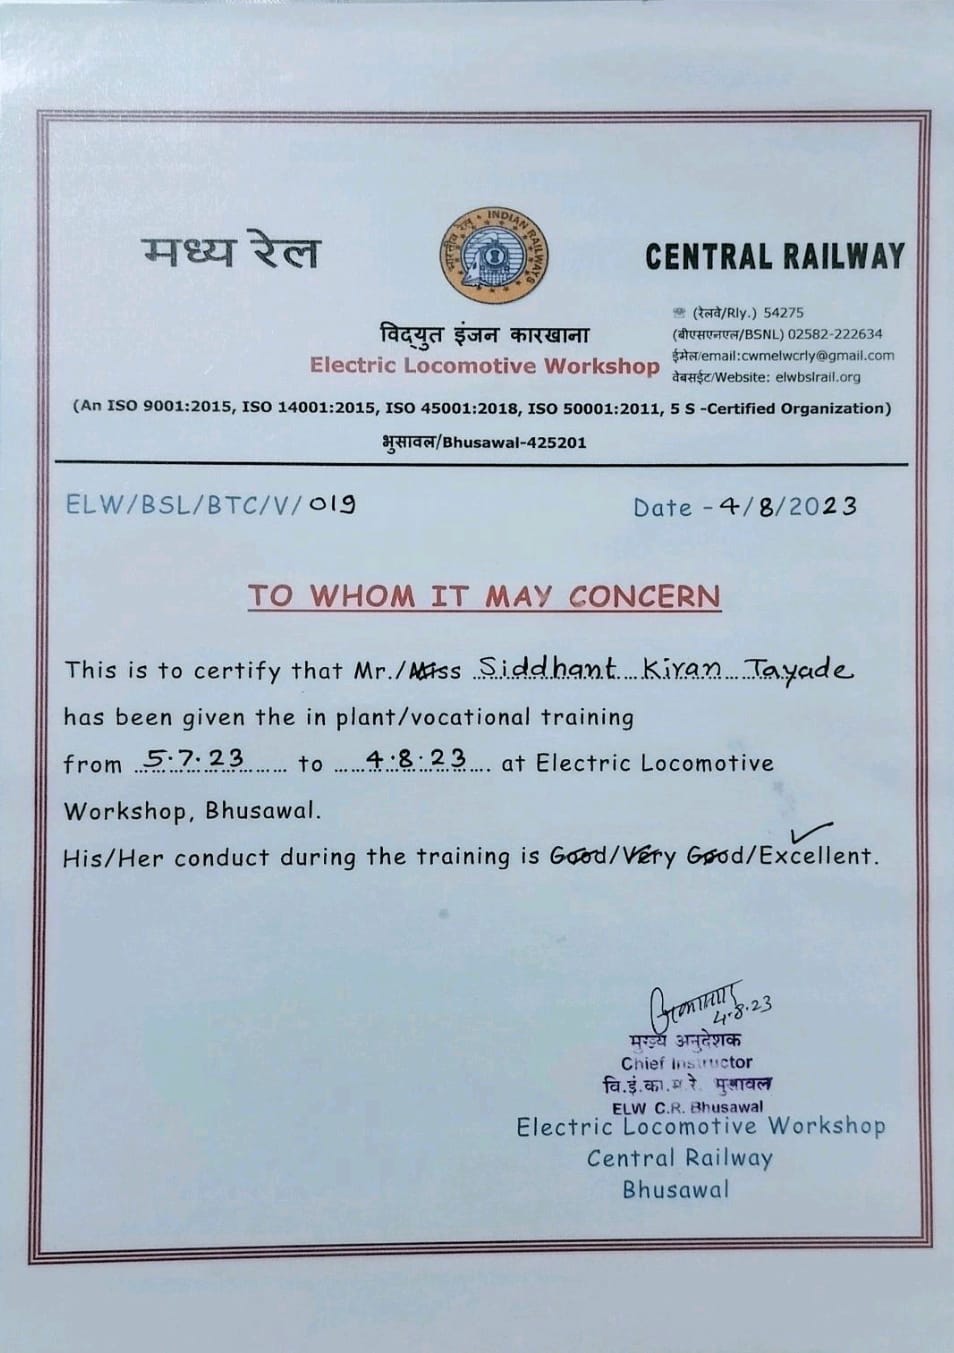 मध्य रेल
भारतीय रेल INDIAN RAILWAYS
CENTRAL RAILWAY
विद्युत इंजन कारखाना
Electric Locomotive Workshop
(रेलवे/Rly.) 54275
(बीएसएनएल/BSNL) 02582-222634
ईमेल/email:cwmelwcrly@gmail.com
वेबसईट/Website: elwbslrail.org
(An ISO 9001:2015, ISO 14001:2015, ISO 45001:2018, ISO 50001:2011, 5 S -Certified Organization)
भुसावल/Bhusawal-425201
ELW/BSL/BTC/V/019
Date - 4/8/2023
TO WHOM IT MAY CONCERN
This is to certify that Mr./Miss Siddhant Kiran Tayade
has been given the in plant/vocational training
from 5.7.23 to 4.8.23 at Electric Locomotive
Workshop, Bhusawal.
His/Her conduct during the training is Good/Very Good/Excellent.
4.8.23
मुख्य अनुदेशक
Chief Instructor
वि.इं.का.म.रे. भुसावल
ELW C.R. Bhusawal
Electric Locomotive Workshop
Central Railway
Bhusawal